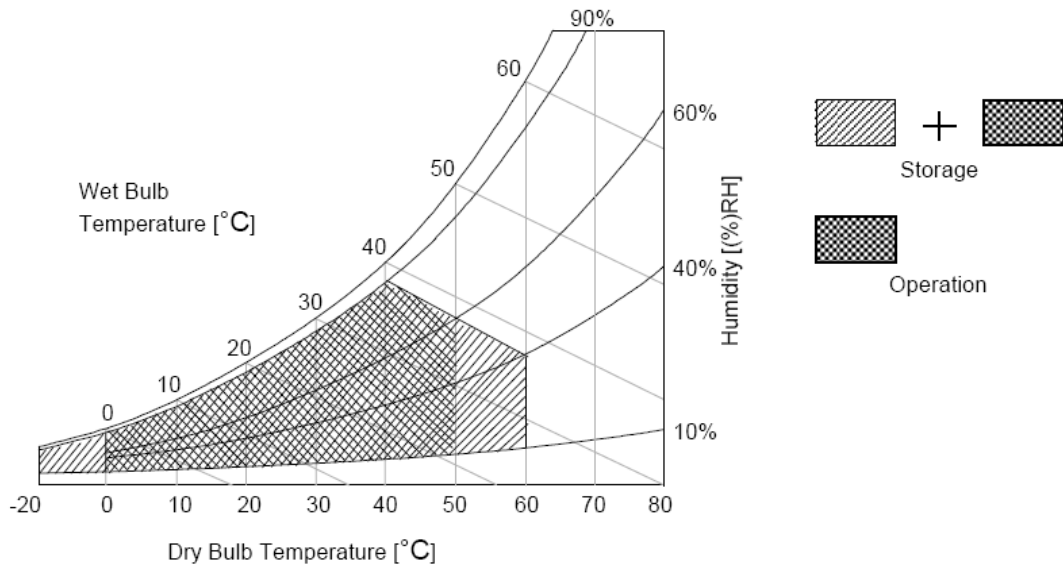 90%
60
60%
50
Wet Bulb
Temperature [°C]
40
40%
30
20
10
0
10%
-20 0 10 20 30 40 50 60 70 80
Dry Bulb Temperature [°C]
Humidity [(%)RH]
+
Storage
Operation